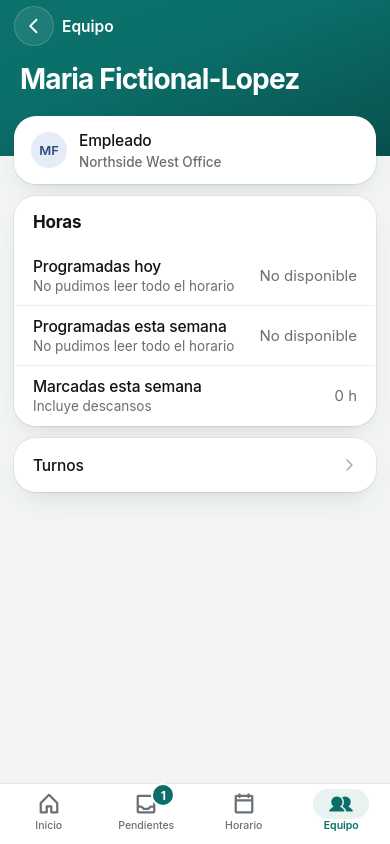 Equipo
Maria Fictional-Lopez
MF
Empleado
Northside West Office
Horas
Programadas hoy
No pudimos leer todo el horario
No disponible
Programadas esta semana
No pudimos leer todo el horario
No disponible
Marcadas esta semana
Incluye descansos
0 h
Turnos
1
Inicio
Pendientes
Horario
Equipo